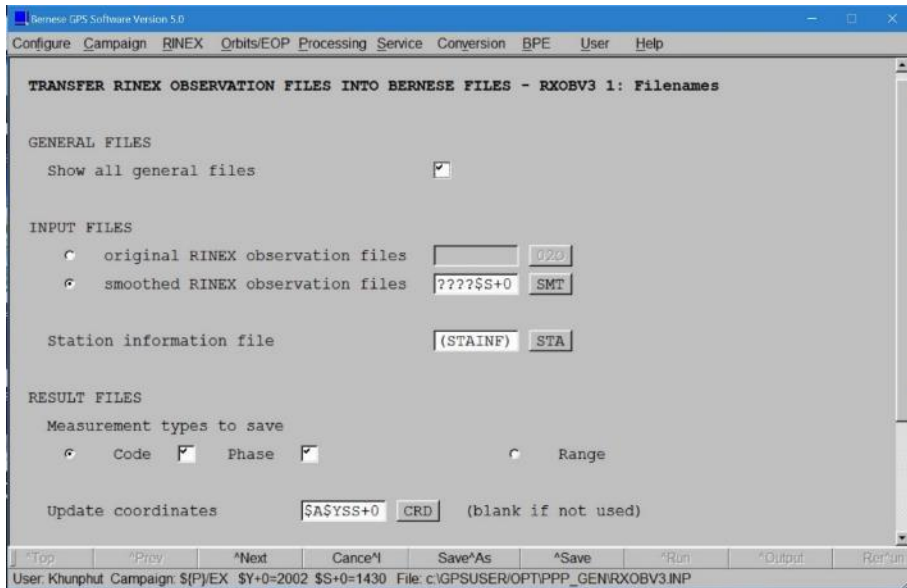 Bernese GPS Software Version 5.0
Configure Campaign RINEX Orbits/EOP Processing Service Conversion BPE User Help
TRANSFER RINEX OBSERVATION FILES INTO BERNESE FILES - RXOBV3 1: Filenames
GENERAL FILES
Show all general files
INPUT FILES
original RINEX observation files 02O
smoothed RINEX observation files ????$S+0 SMT
Station information file (STAINF) STA
RESULT FILES
Measurement types to save
Code Phase Range
Update coordinates $A$YSS+0 CRD (blank if not used)
^Top ^Prev ^Next Cance^l Save^As ^Save ^Run ^Output Rer^un
User: Khunphut Campaign: ${P}/EX $Y+0=2002 $S+0=1430 File: c:\GPSUSER/OPT\PPP_GEN\RXOBV3.INP